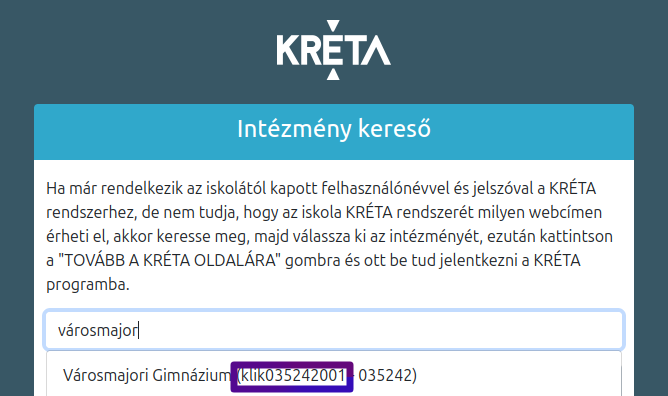 KRÉTA
Intézmény kereső
Ha már rendelkezik az iskolától kapott felhasználónévvel és jelszóval a KRÉTA
rendszerhez, de nem tudja, hogy az iskola KRÉTA rendszerét milyen webcímen
érheti el, akkor keresse meg, majd válassza ki az intézményét, ezután kattintson
a "TOVÁBB A KRÉTA OLDALÁRA" gombra és ott be tud jelentkezni a KRÉTA
programba.
városmajor
Városmajori Gimnázium (klik035242001 - 035242)